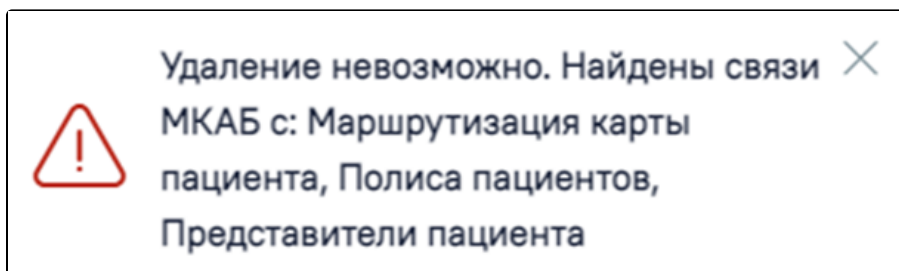 Удаление невозможно. Найдены связи
МКАБ с: Маршрутизация карты
пациента, Полиса пациентов,
Представители пациента